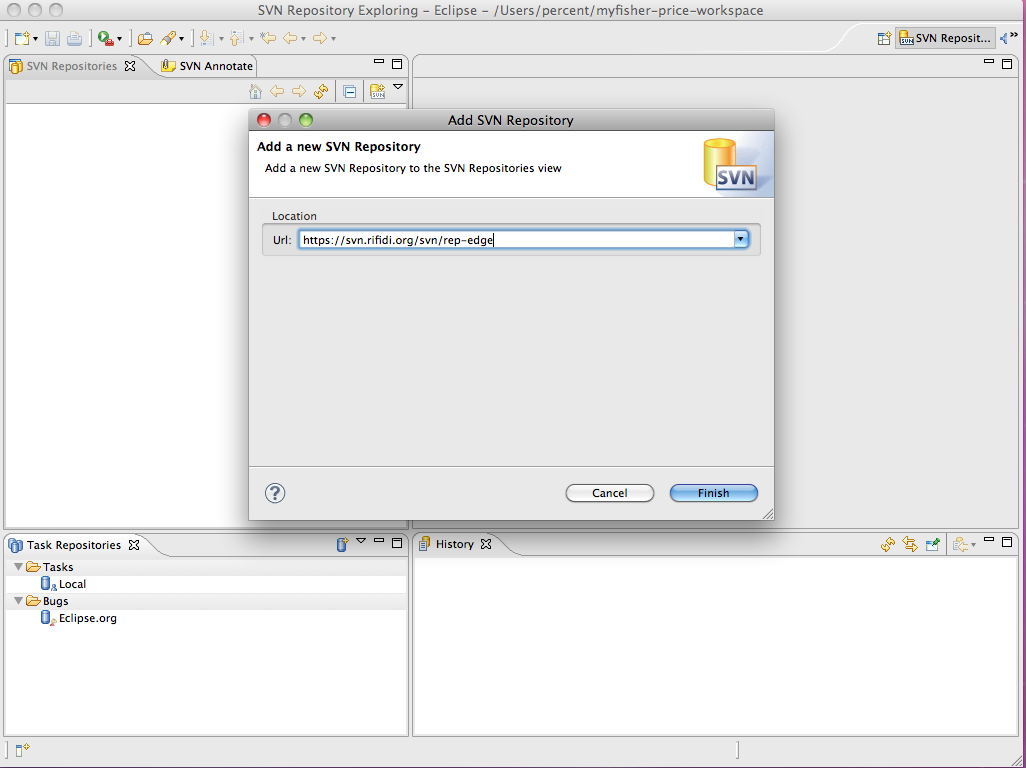 SVN Repository Exploring – Eclipse – /Users/percent/myfisher-price-workspace
SVN Reposit...
SVN Repositories
SVN Annotate
Add SVN Repository
Add a new SVN Repository
Add a new SVN Repository to the SVN Repositories view
SVN
Location
Url: https://svn.rifidi.org/svn/rep-edge
? Cancel Finish
Task Repositories
Tasks
Local
Bugs
Eclipse.org
History